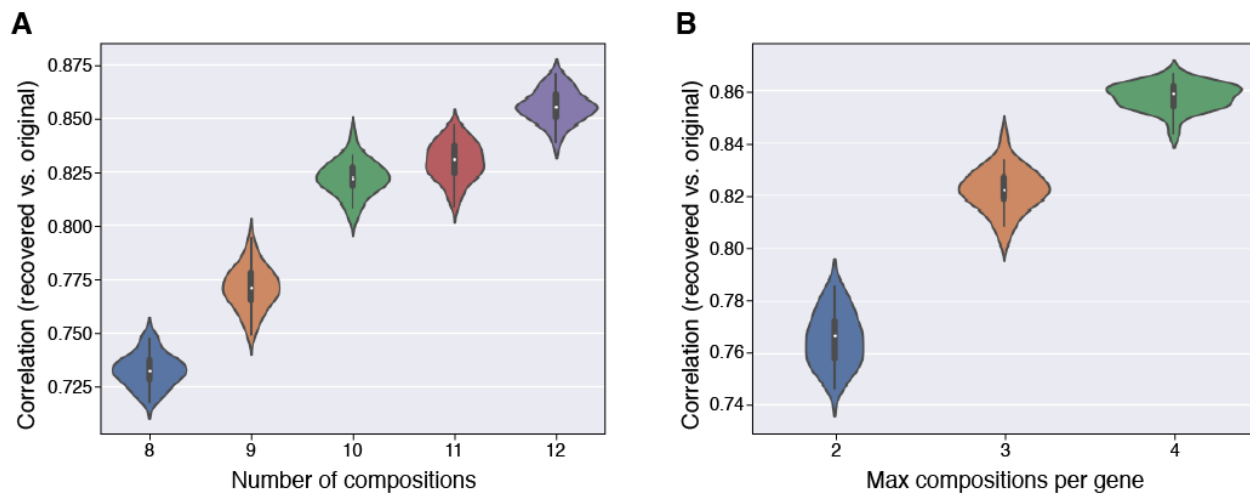 A
Correlation (recovered vs. original)
0.875
0.850
0.825
0.800
0.775
0.750
0.725
8 9 10 11 12
Number of compositions
B
Correlation (recovered vs. original)
0.86
0.84
0.82
0.80
0.78
0.76
0.74
2 3 4
Max compositions per gene